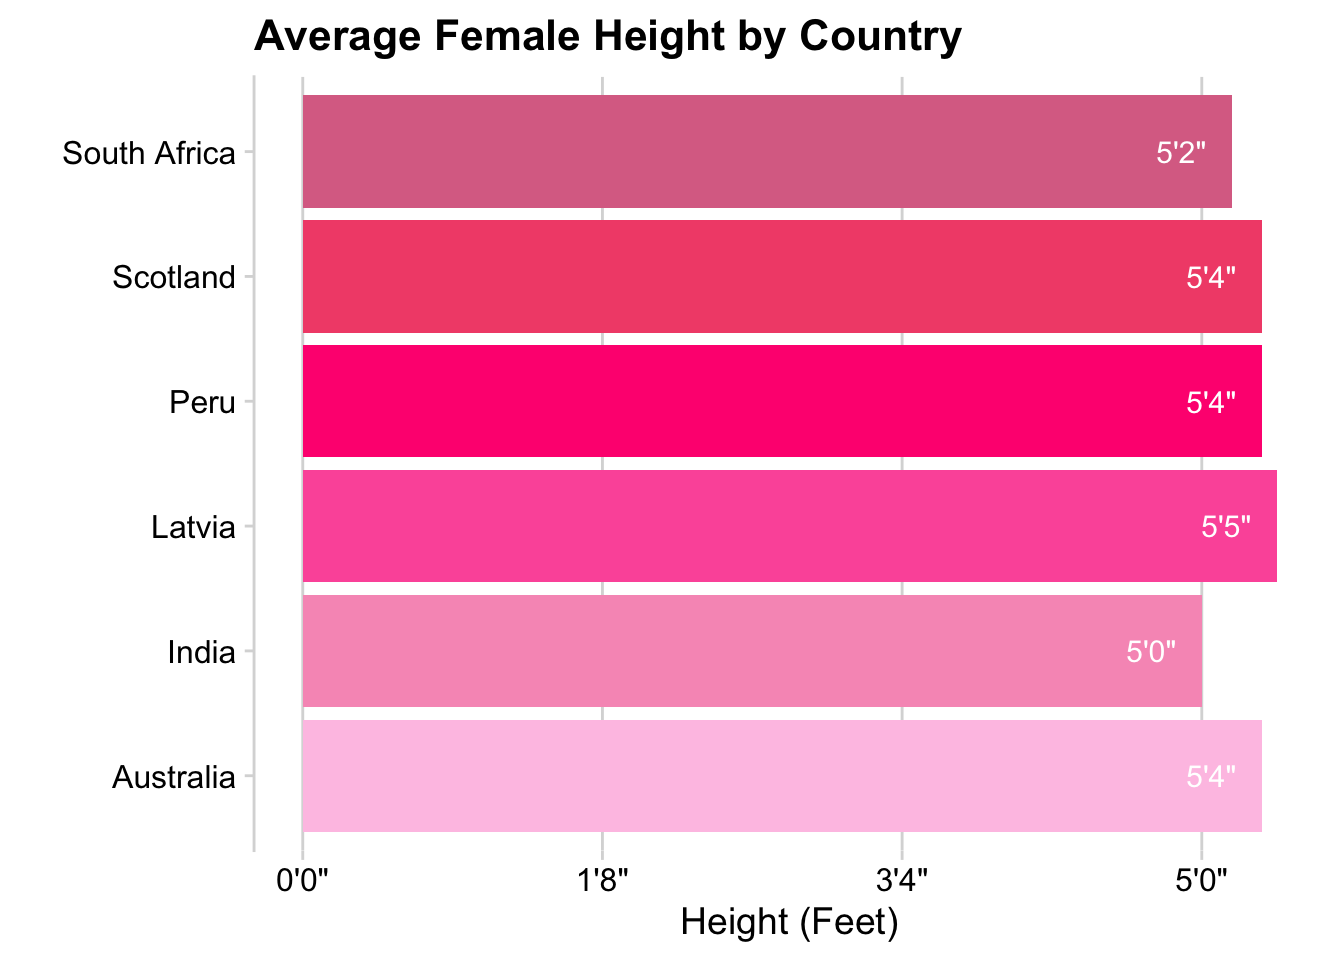 Average Female Height by Country
South Africa 5'2"
Scotland 5'4"
Peru 5'4"
Latvia 5'5"
India 5'0"
Australia 5'4"
0'0" 1'8" 3'4" 5'0"
Height (Feet)